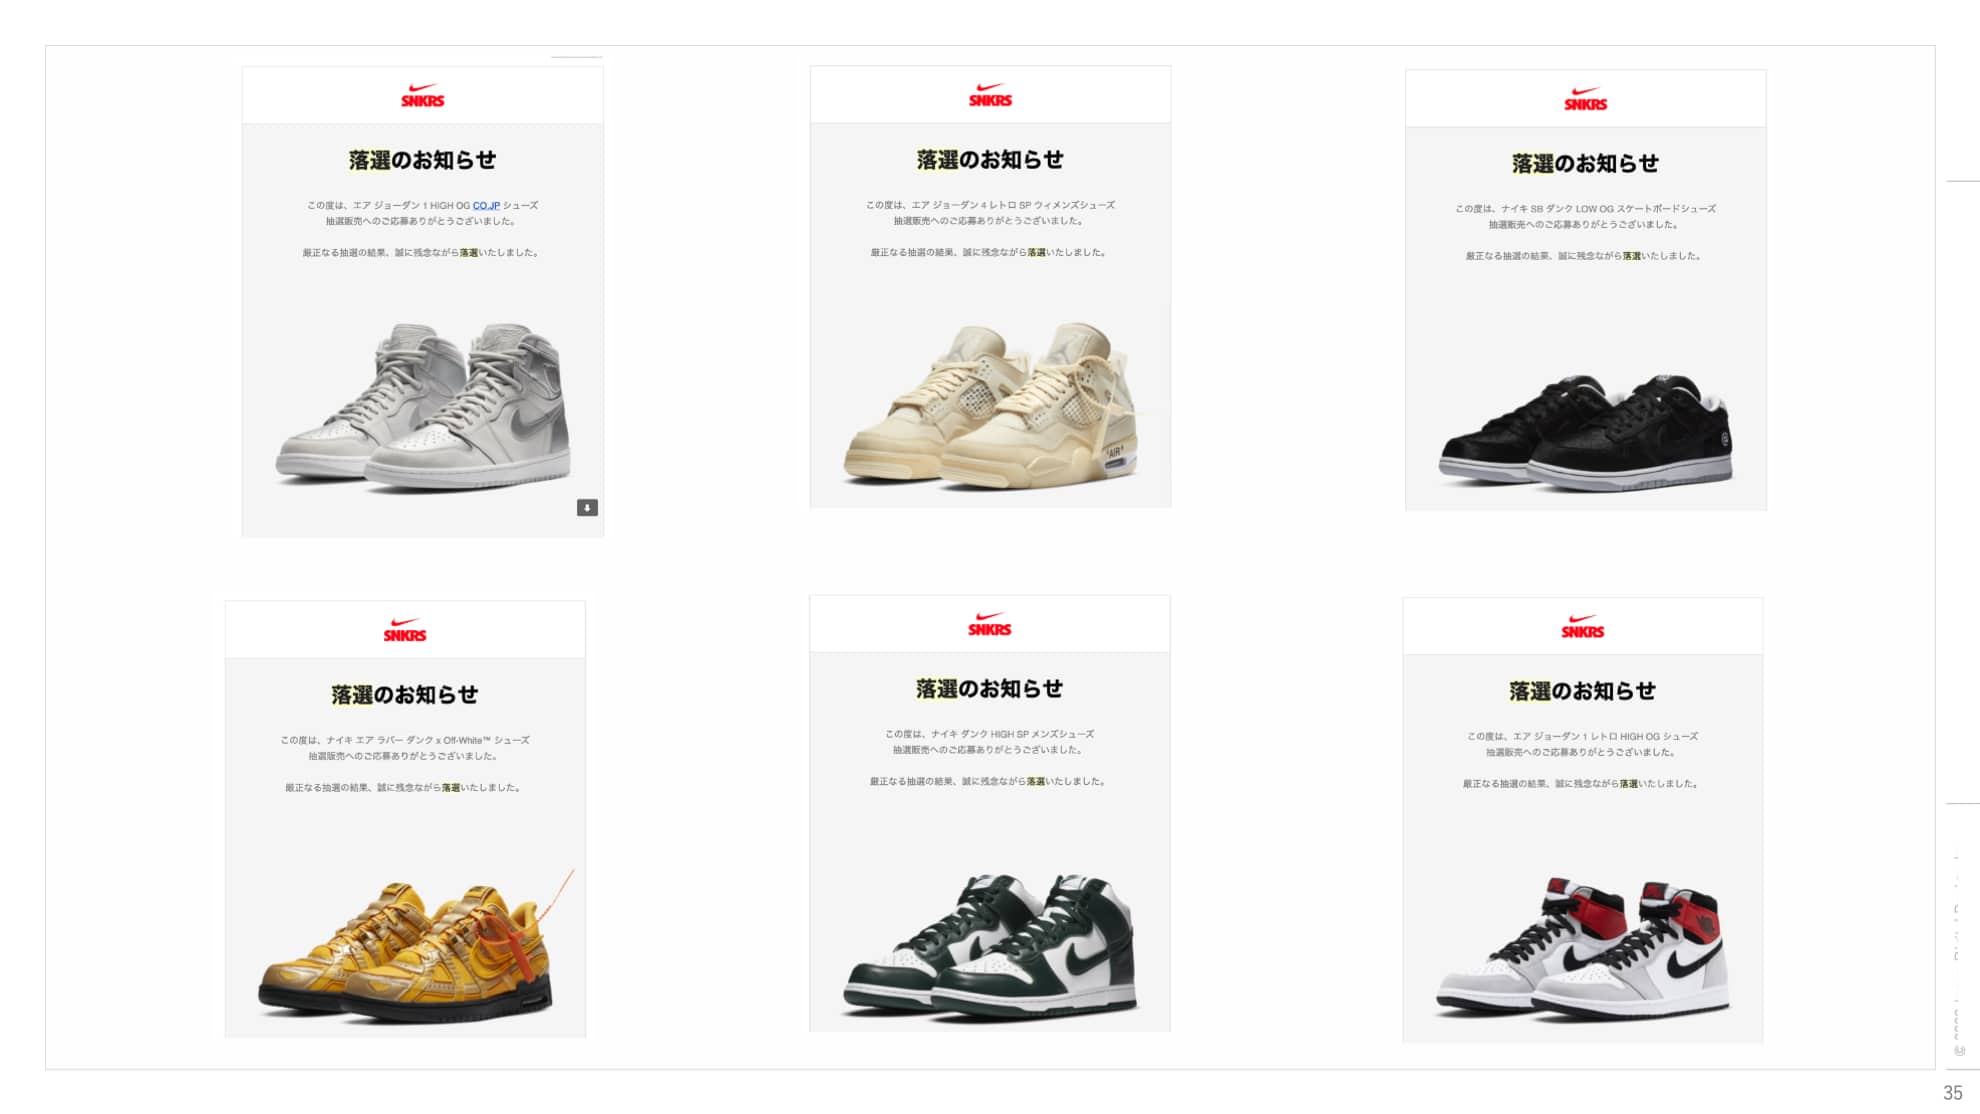 SNKRS
落選のお知らせ
この度は、エア ジョーダン 1 HIGH OG CO.JP シューズ
抽選販売へのご応募ありがとうございました。
厳正なる抽選の結果、誠に残念ながら落選いたしました。
SNKRS
落選のお知らせ
この度は、エア ジョーダン 4 レトロ SP ウィメンズシューズ
抽選販売へのご応募ありがとうございました。
厳正なる抽選の結果、誠に残念ながら落選いたしました。
"AIR"
SNKRS
落選のお知らせ
この度は、ナイキ SB ダンク LOW OG スケートボードシューズ
抽選販売へのご応募ありがとうございました。
厳正なる抽選の結果、誠に残念ながら落選いたしました。
SNKRS
落選のお知らせ
この度は、ナイキ エア ラバー ダンク x Off-White™ シューズ
抽選販売へのご応募ありがとうございました。
厳正なる抽選の結果、誠に残念ながら落選いたしました。
SNKRS
落選のお知らせ
この度は、ナイキ ダンク HIGH SP メンズシューズ
抽選販売へのご応募ありがとうございました。
厳正なる抽選の結果、誠に残念ながら落選いたしました。
SNKRS
落選のお知らせ
この度は、エア ジョーダン 1 レトロ HIGH OG シューズ
抽選販売へのご応募ありがとうございました。
厳正なる抽選の結果、誠に残念ながら落選いたしました。
35